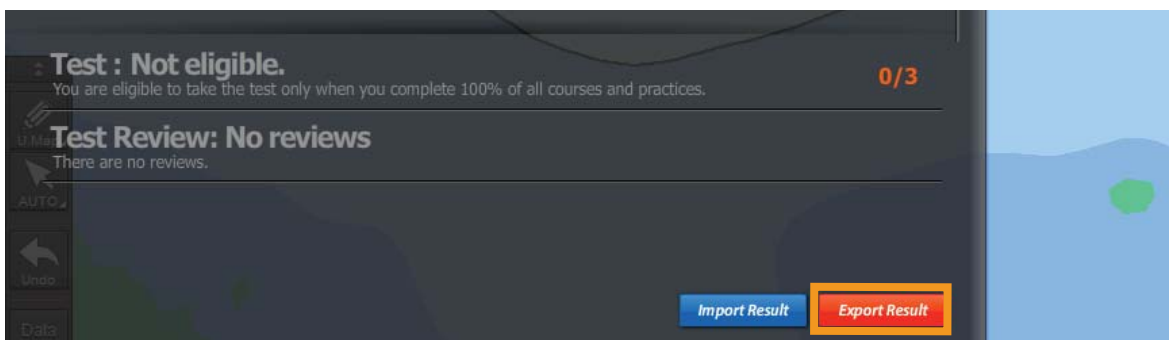 Test : Not eligible.
You are eligible to take the test only when you complete 100% of all courses and practices.
0/3
U.Map
Test Review: No reviews
There are no reviews.
AUTO
Undo
Data
Import Result
Export Result